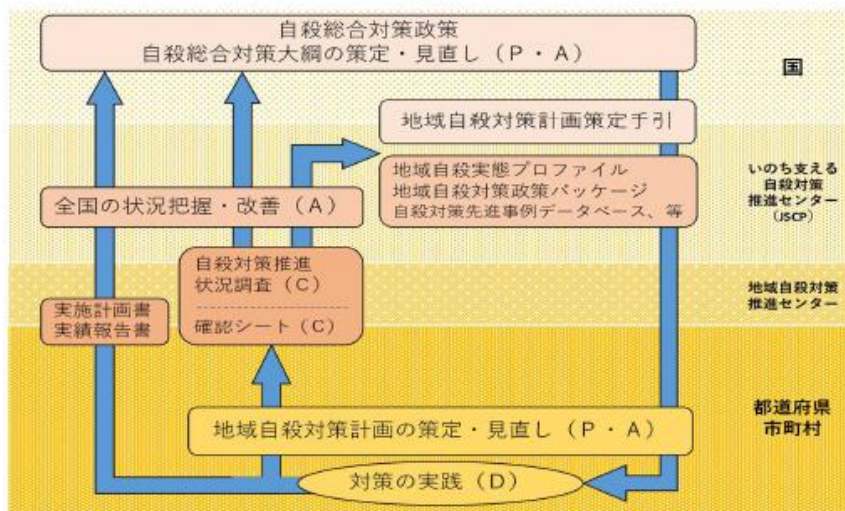 自殺総合対策政策
自殺総合対策大綱の策定・見直し（P・A）
国
地域自殺対策計画策定手引
地域自殺実態プロファイル
地域自殺対策政策パッケージ
自殺対策先進事例データベース、等
いのち支える
自殺対策
推進センター
（JSCP）
全国の状況把握・改善（A）
自殺対策推進
状況調査（C）
確認シート（C）
実施計画書
実績報告書
地域自殺対策
推進センター
地域自殺対策計画の策定・見直し（P・A）
都道府県
市町村
対策の実践（D）